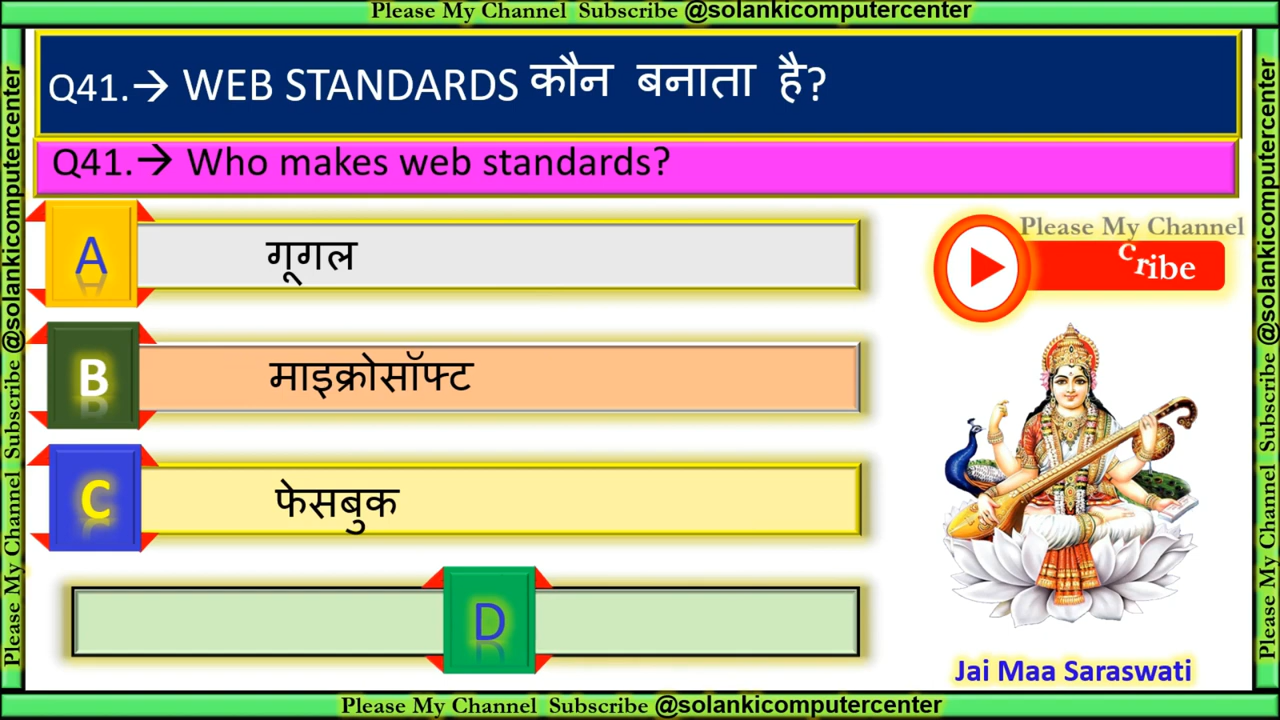 Please My Channel Subscribe @solankicomputercenter
Q41.→ WEB STANDARDS कौन बनाता है?
Q41.→ Who makes web standards?
A गूगल
B माइक्रोसॉफ्ट
C फेसबुक
D
Please My Channel
cribe
Jai Maa Saraswati
Please My Channel Subscribe @solankicomputercenter
Please My Channel Subscribe @solankicomputercenter
Please My Channel Subscribe @solankicomputercenter